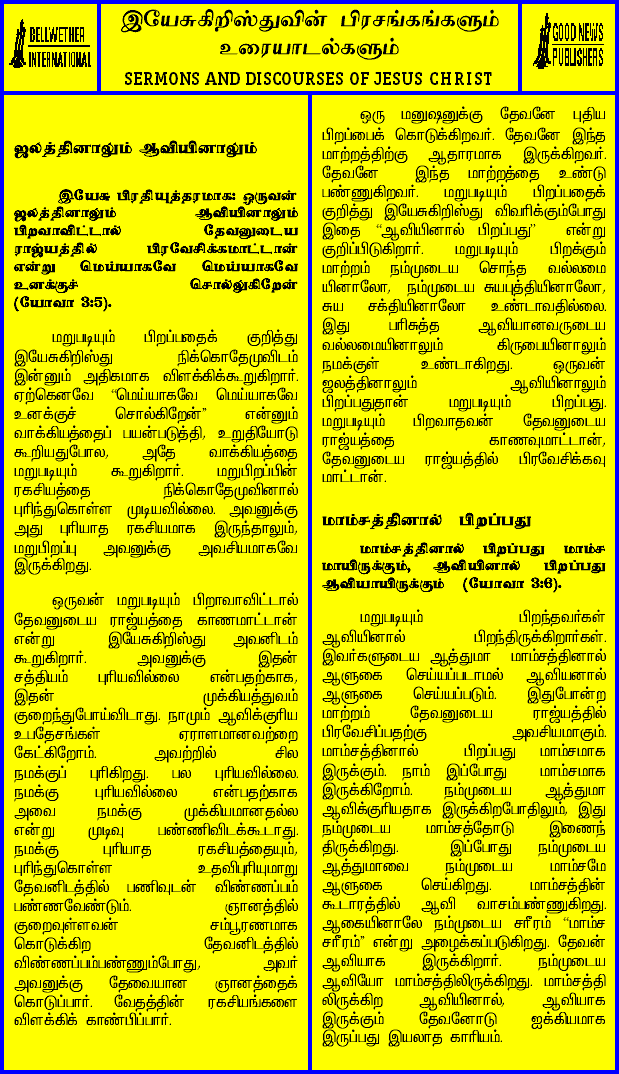 BELLWETHER
INTERNATIONAL
இயேசுகிறிஸ்துவின் பிரசங்கங்களும்
உரையாடல்களும்
SERMONS AND DISCOURSES OF JESUS CHRIST
GOOD NEWS
PUBLISHERS
ஜலத்தினாலும் ஆவியினாலும்
இயேசு பிரதியுத்தரமாக: ஒருவன்
ஜலத்தினாலும் ஆவியினாலும்
பிறவாவிட்டால் தேவனுடைய
ராஜ்யத்தில் பிரவேசிக்கமாட்டான்
என்று மெய்யாகவே மெய்யாகவே
உனக்குச் சொல்லுகிறேன்
(யோவா 3:5).
மறுபடியும் பிறப்பதைக் குறித்து
இயேசுகிறிஸ்து நிக்கொதேமுவிடம்
இன்னும் அதிகமாக விளக்கிக்கூறுகிறார்.
ஏற்கெனவே “மெய்யாகவே மெய்யாகவே
உனக்குச் சொல்கிறேன்” என்னும்
வாக்கியத்தைப் பயன்படுத்தி, உறுதியோடு
கூறியதுபோல, அதே வாக்கியத்தை
மறுபடியும் கூறுகிறார். மறுபிறப்பின்
ரகசியத்தை நிக்கொதேமுவினால்
புரிந்துகொள்ள முடியவில்லை. அவனுக்கு
அது புரியாத ரகசியமாக இருந்தாலும்,
மறுபிறப்பு அவனுக்கு அவசியமாகவே
இருக்கிறது.
ஒருவன் மறுபடியும் பிறாவாவிட்டால்
தேவனுடைய ராஜ்யத்தை காணமாட்டான்
என்று இயேசுகிறிஸ்து அவனிடம்
கூறுகிறார். அவனுக்கு இதன்
சத்தியம் புரியவில்லை என்பதற்காக,
இதன் முக்கியத்துவம்
குறைந்துபோய்விடாது. நாமும் ஆவிக்குரிய
உபதேசங்கள் ஏராளமானவற்றை
கேட்கிறோம். அவற்றில் சில
நமக்குப் புரிகிறது. பல புரியவில்லை.
நமக்கு புரியவில்லை என்பதற்காக
அவை நமக்கு முக்கியமானதல்ல
என்று முடிவு பண்ணிவிடக்கூடாது.
நமக்கு புரியாத ரகசியத்தையும்,
புரிந்துகொள்ள உதவிபுரியுமாறு
தேவனிடத்தில் பணிவுடன் விண்ணப்பம்
பண்ணவேண்டும். ஞானத்தில்
குறைவுள்ளவன் சம்பூரணமாக
கொடுக்கிற தேவனிடத்தில்
விண்ணப்பம்பண்ணும்போது, அவர்
அவனுக்கு தேவையான ஞானத்தைக்
கொடுப்பார். வேதத்தின் ரகசியங்களை
விளக்கிக் காண்பிப்பார்.
ஒரு மனுஷனுக்கு தேவனே புதிய
பிறப்பைக் கொடுக்கிறவர். தேவனே இந்த
மாற்றத்திற்கு ஆதாரமாக இருக்கிறவர்.
தேவனே இந்த மாற்றத்தை உண்டு
பண்ணுகிறவர். மறுபடியும் பிறப்பதைக்
குறித்து இயேசுகிறிஸ்து விவரிக்கும்போது
இதை “ஆவியினால் பிறப்பது” என்று
குறிப்பிடுகிறார். மறுபடியும் பிறக்கும்
மாற்றம் நம்முடைய சொந்த வல்லமை
யினாலோ, நம்முடைய சுயபுத்தியினாலோ,
சுய சக்தியினாலோ உண்டாவதில்லை.
இது பரிசுத்த ஆவியானவருடைய
வல்லமையினாலும் கிருபையினாலும்
நமக்குள் உண்டாகிறது. ஒருவன்
ஜலத்தினாலும் ஆவியினாலும்
பிறப்பதுதான் மறுபடியும் பிறப்பது.
மறுபடியும் பிறவாதவன் தேவனுடைய
ராஜ்யத்தை காணவுமாட்டான்,
தேவனுடைய ராஜ்யத்தில் பிரவேசிக்கவு
மாட்டான்.
மாம்சத்தினால் பிறப்பது
மாம்சத்தினால் பிறப்பது மாம்ச
மாயிருக்கும், ஆவியினால் பிறப்பது
ஆவியாயிருக்கும் (யோவா 3:6).
மறுபடியும் பிறந்தவர்கள்
ஆவியினால் பிறந்திருக்கிறார்கள்.
இவர்களுடைய ஆத்துமா மாம்சத்தினால்
ஆளுகை செய்யப்படாமல் ஆவியனால்
ஆளுகை செய்யப்படும். இதுபோன்ற
மாற்றம் தேவனுடைய ராஜ்யத்தில்
பிரவேசிப்பதற்கு அவசியமாகும்.
மாம்சத்தினால் பிறப்பது மாம்சமாக
இருக்கும். நாம் இப்போது மாம்சமாக
இருக்கிறோம். நம்முடைய ஆத்துமா
ஆவிக்குரியதாக இருக்கிறபோதிலும், இது
நம்முடைய மாம்சத்தோடு இணைந்
திருக்கிறது. இப்போது நம்முடைய
ஆத்துமாவை நம்முடைய மாம்சமே
ஆளுகை செய்கிறது. மாம்சத்தின்
கூடாரத்தில் ஆவி வாசம்பண்ணுகிறது.
ஆகையினாலே நம்முடைய சரீரம் “மாம்ச
சரீரம்” என்று அழைக்கப்படுகிறது. தேவன்
ஆவியாக இருக்கிறார். நம்முடைய
ஆவியோ மாம்சத்திலிருக்கிறது. மாம்சத்தி
லிருக்கிற ஆவியினால், ஆவியாக
இருக்கும் தேவனோடு ஐக்கியமாக
இருப்பது இயலாத காரியம்.